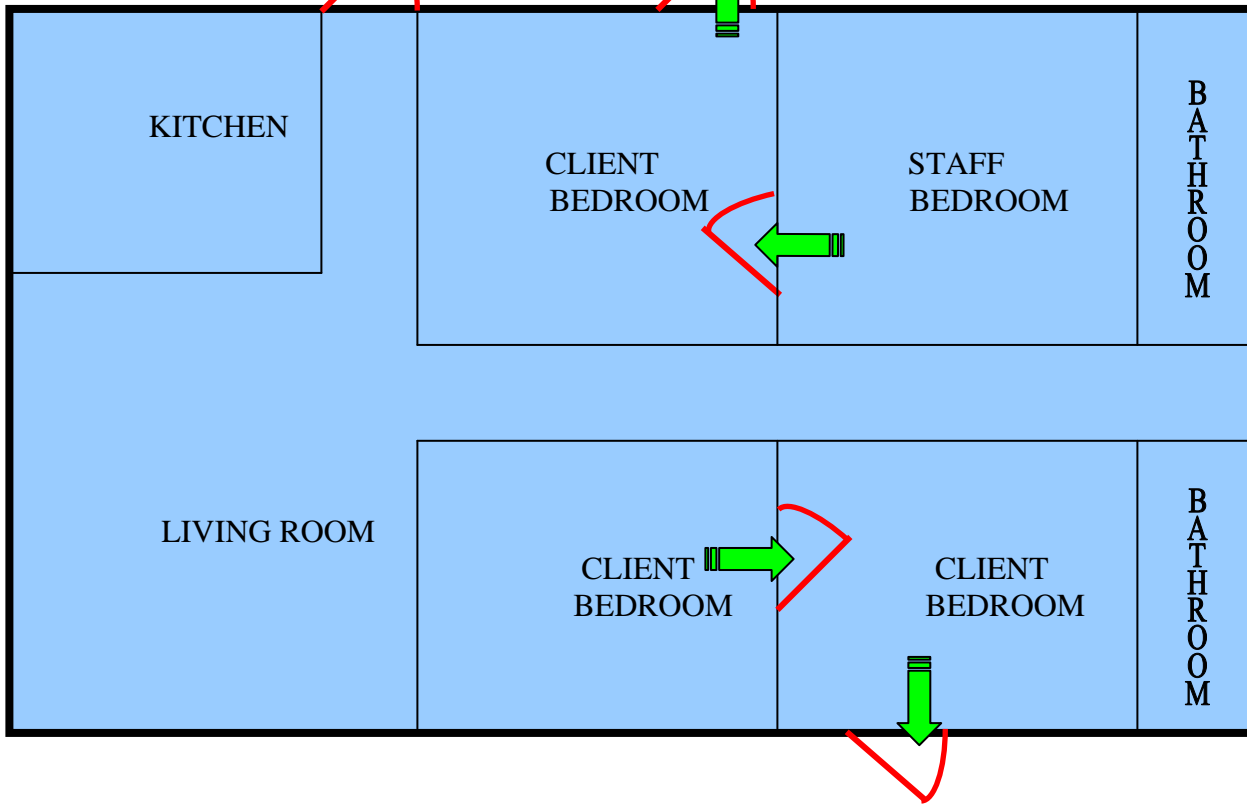 KITCHEN
CLIENT
BEDROOM
STAFF
BEDROOM
BATHROOM
LIVING ROOM
CLIENT
BEDROOM
CLIENT
BEDROOM
BATHROOM